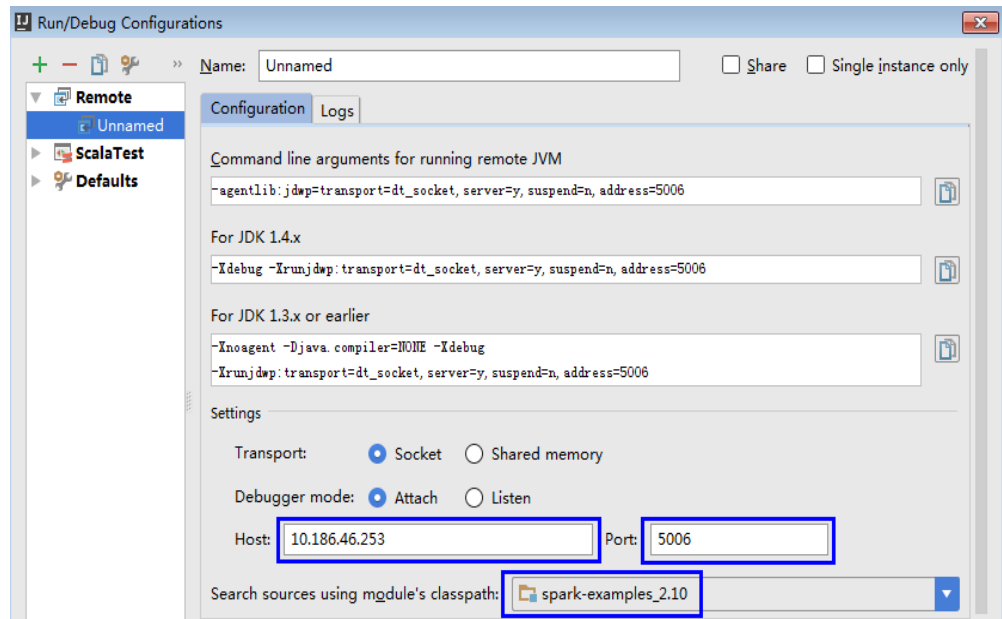 Run/Debug Configurations
Name: Unnamed Share Single instance only
Remote
Unnamed
ScalaTest
Defaults
Configuration Logs
Command line arguments for running remote JVM
-agentlib:jdwp=transport=dt_socket, server=y, suspend=n, address=5006
For JDK 1.4.x
-Xdebug -Xrunjdwp:transport=dt_socket, server=y, suspend=n, address=5006
For JDK 1.3.x or earlier
-Xnoagent -Djava.compiler=NONE -Xdebug
-Xrunjdwp:transport=dt_socket, server=y, suspend=n, address=5006
Settings
Transport: Socket Shared memory
Debugger mode: Attach Listen
Host: 10.186.46.253 Port: 5006
Search sources using module's classpath: spark-examples_2.10